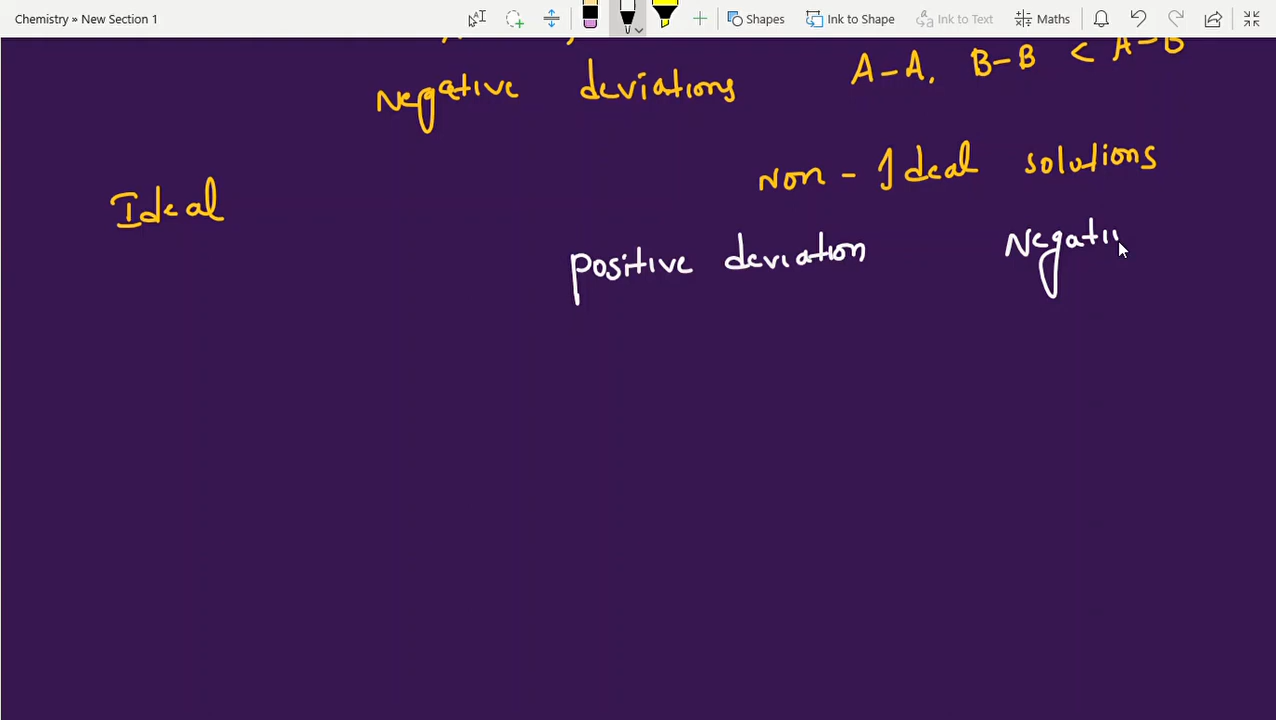 Chemistry » New Section 1
Shapes Ink to Shape Ink to Text Maths
Negative deviations A-A, B-B < A-B
Non-Ideal solutions
Ideal
positive deviation Negati